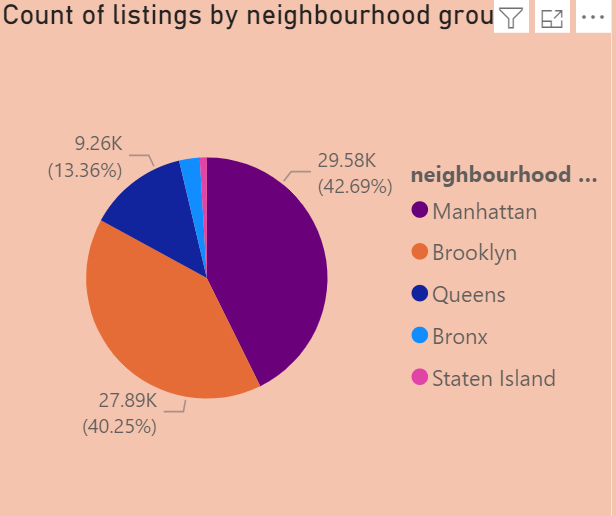 Count of listings by neighbourhood grou
9.26K
(13.36%)
29.58K
(42.69%)
27.89K
(40.25%)
neighbourhood ...
Manhattan
Brooklyn
Queens
Bronx
Staten Island